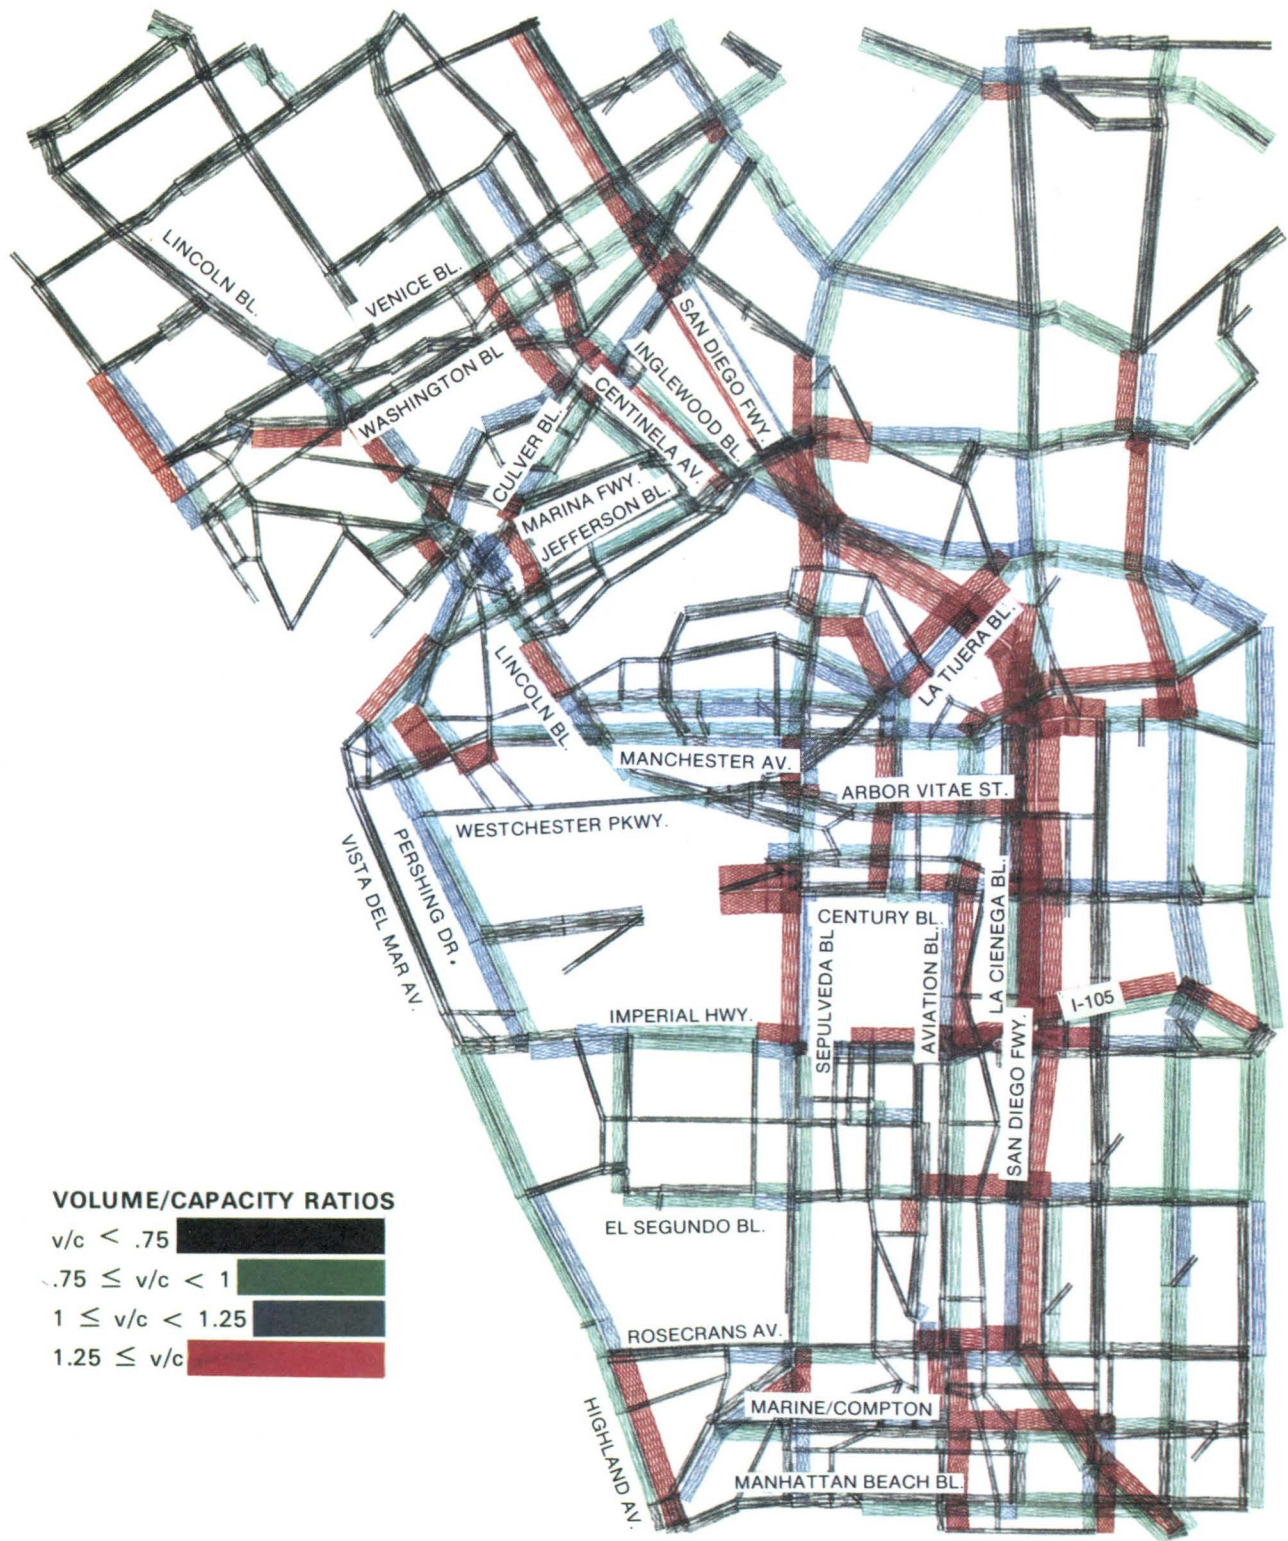 LINCOLN BL.
VENICE BL.
WASHINGTON BL
SAN DIEGO FWY.
INGLEWOOD BL.
CENTINELA AV.
CULVER BL.
MARINA FWY.
JEFFERSON BL.
LA TIJERA BL.
LINCOLN BL.
MANCHESTER AV.
ARBOR VITAE ST.
WESTCHESTER PKWY.
PERSHING DR.
VISTA DEL MAR AV.
CENTURY BL.
SEPULVEDA BL
AVIATION BL.
LA CIENEGA BL.
I-105
IMPERIAL HWY.
SAN DIEGO FWY.
VOLUME/CAPACITY RATIOS
v/c < .75
.75 ≤ v/c < 1
1 ≤ v/c < 1.25
1.25 ≤ v/c
EL SEGUNDO BL.
ROSECRANS AV.
MARINE/COMPTON
HIGHLAND AV.
MANHATTAN BEACH BL.